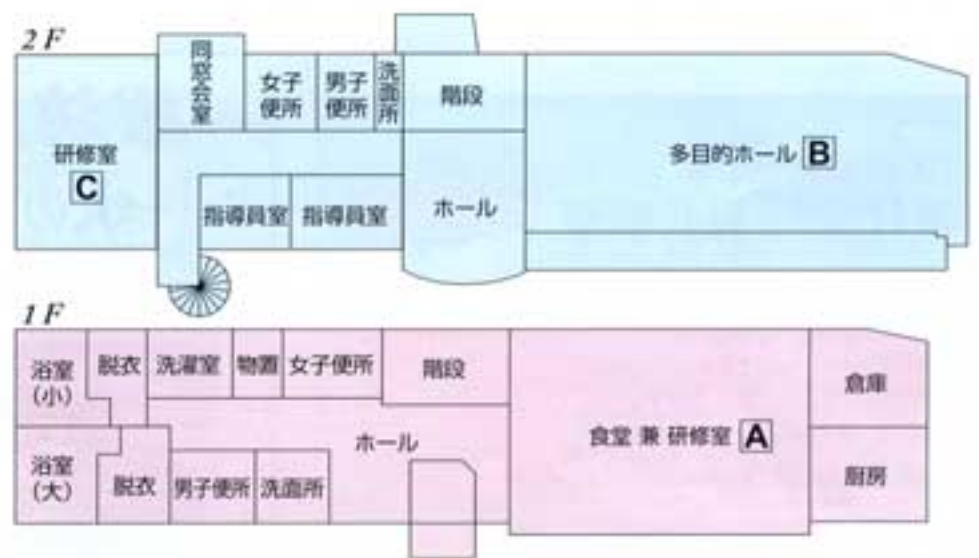 2F
同窓会室
女子
便所
男子
便所
洗面所
階段
研修室
C
多目的ホール B
指導員室
指導員室
ホール
1F
浴室
(小)
脱衣
洗濯室
物置
女子便所
階段
倉庫
ホール
食堂 兼 研修室 A
浴室
(大)
脱衣
男子便所
洗面所
厨房